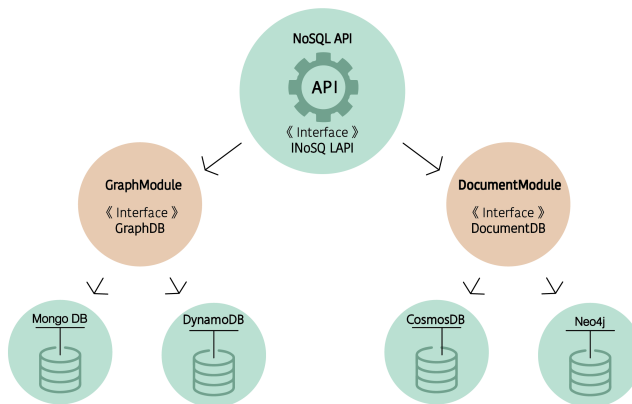 NoSQL API
API
《 Interface 》
INoSQ LAPI
GraphModule
《 Interface 》
GraphDB
DocumentModule
《 Interface 》
DocumentDB
Mongo DB
DynamoDB
CosmosDB
Neo4j